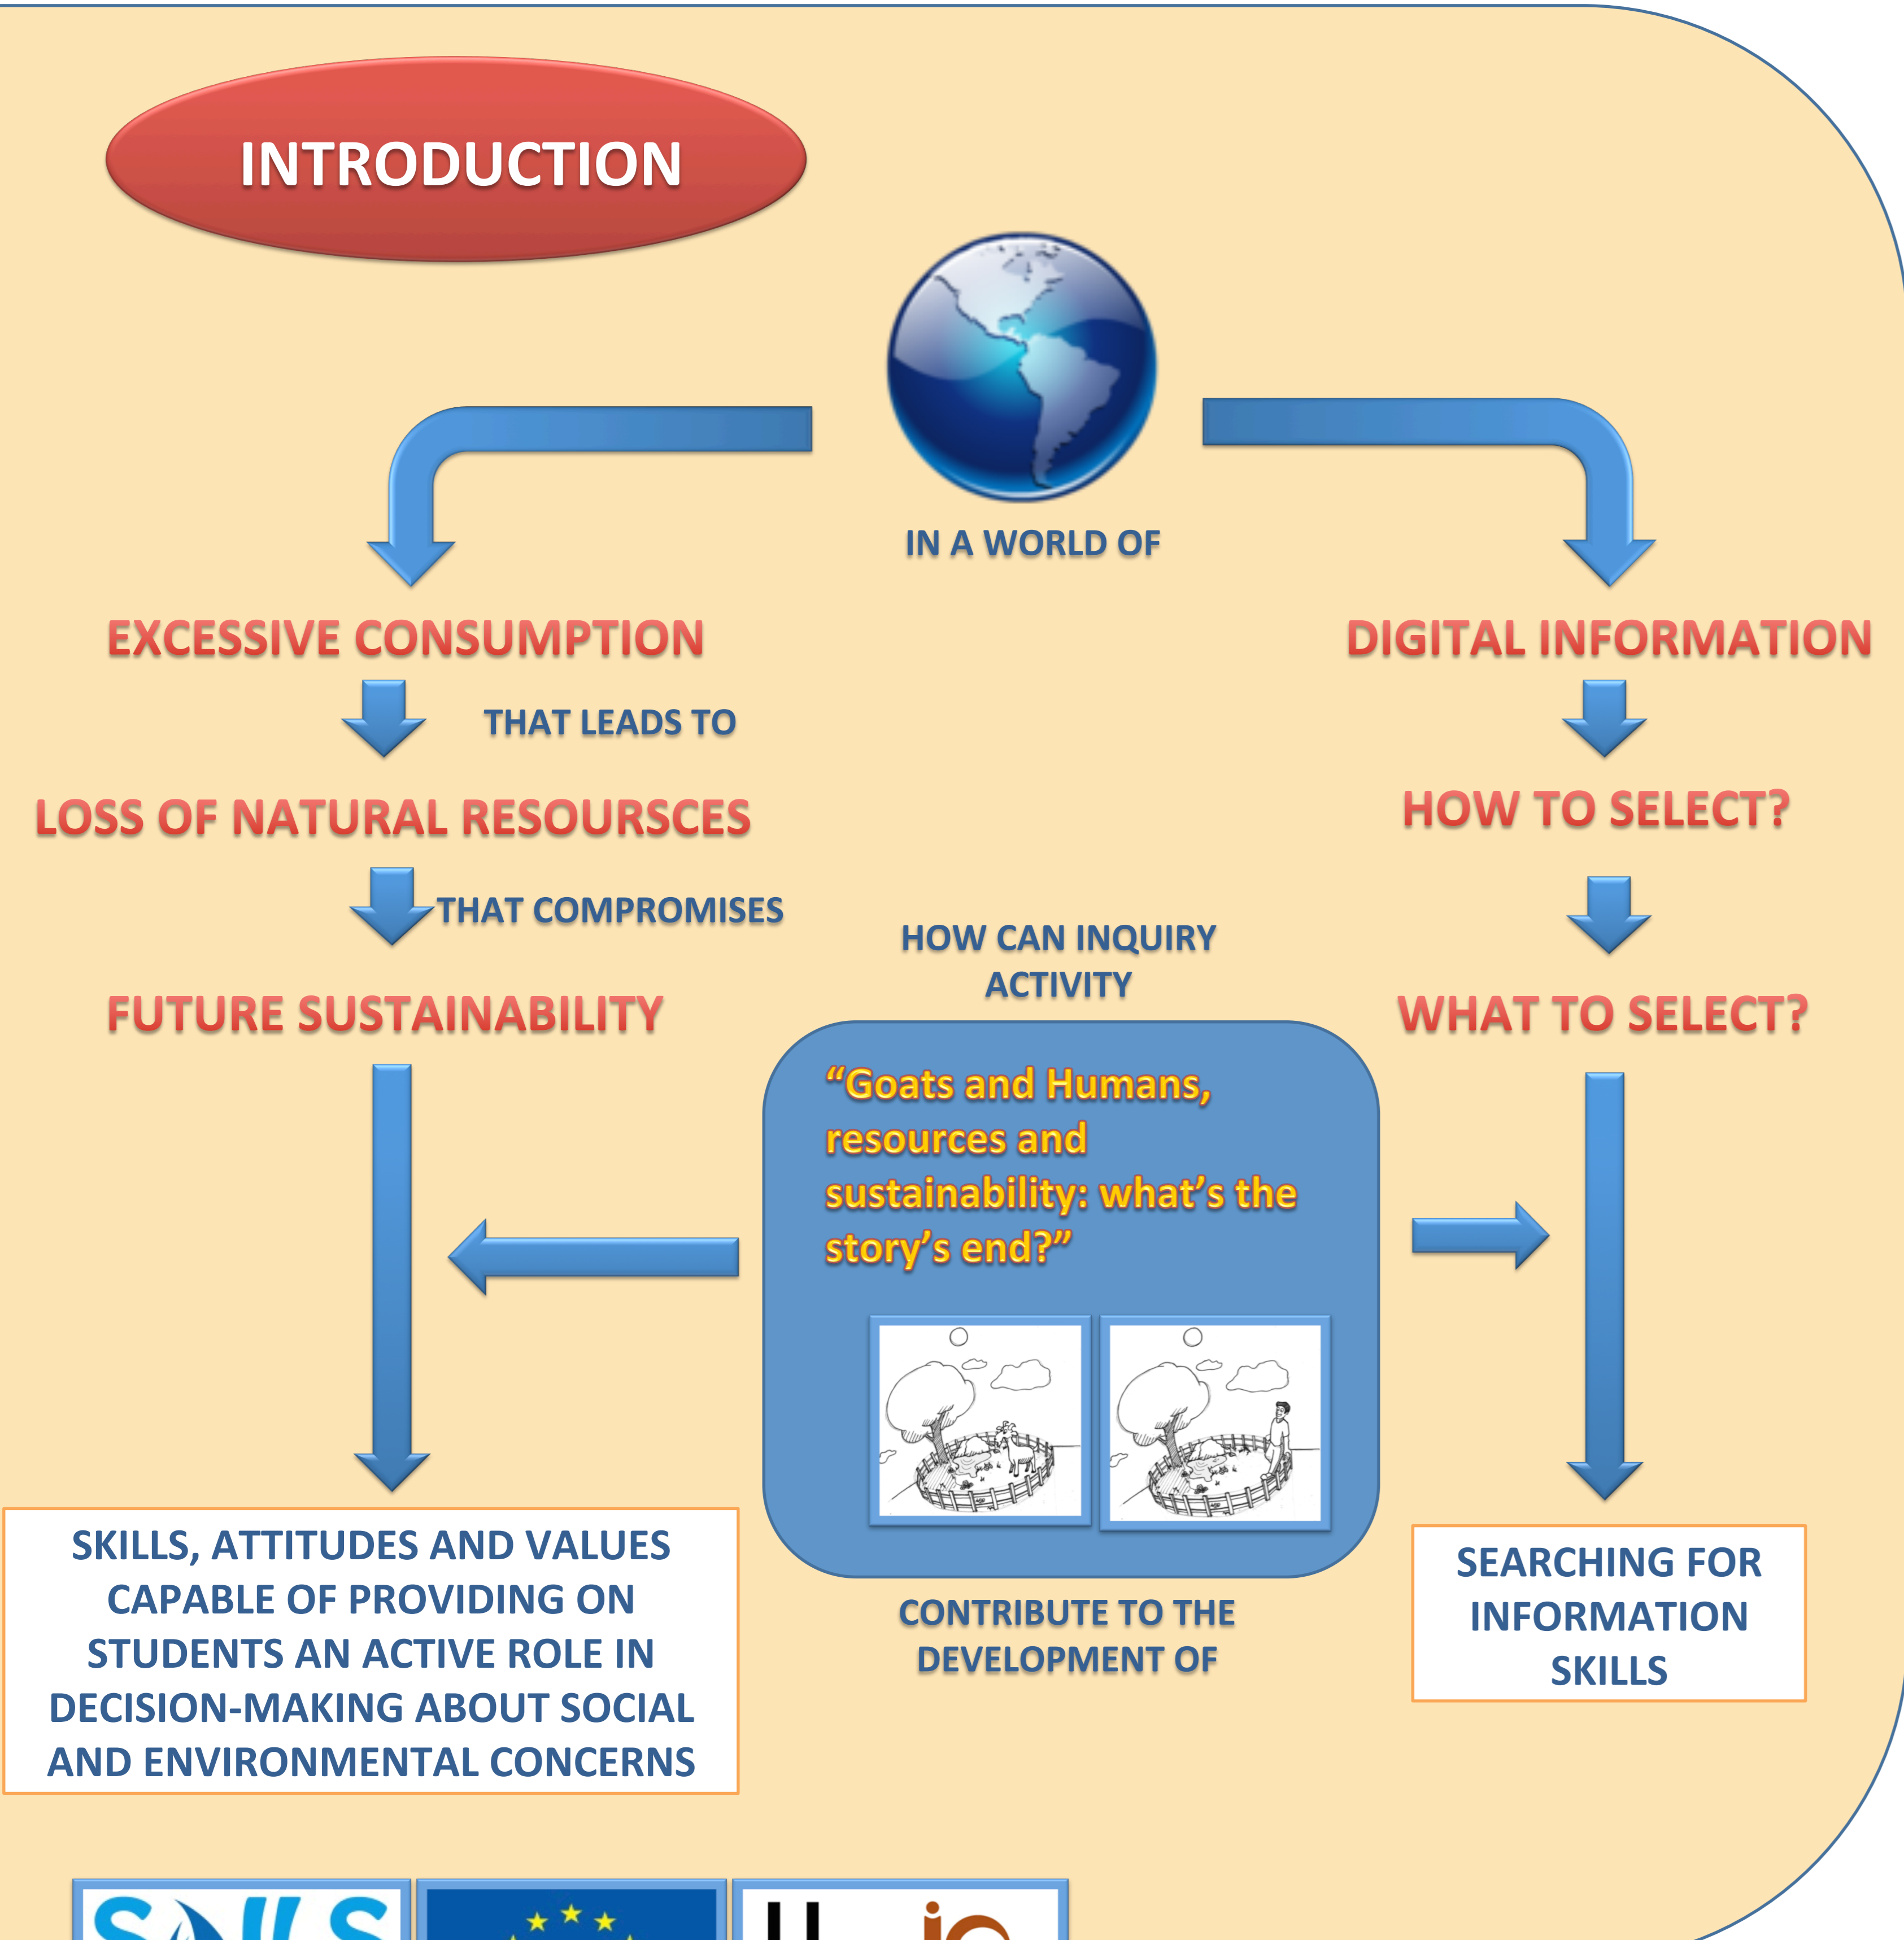 INTRODUCTION
IN A WORLD OF
EXCESSIVE CONSUMPTION
THAT LEADS TO
LOSS OF NATURAL RESOURSCES
THAT COMPROMISES
FUTURE SUSTAINABILITY
DIGITAL INFORMATION
HOW TO SELECT?
WHAT TO SELECT?
HOW CAN INQUIRY
ACTIVITY
“Goats and Humans,
resources and
sustainability: what’s the
story’s end?”
CONTRIBUTE TO THE
DEVELOPMENT OF
SKILLS, ATTITUDES AND VALUES
CAPABLE OF PROVIDING ON
STUDENTS AN ACTIVE ROLE IN
DECISION-MAKING ABOUT SOCIAL
AND ENVIRONMENTAL CONCERNS
SEARCHING FOR
INFORMATION
SKILLS